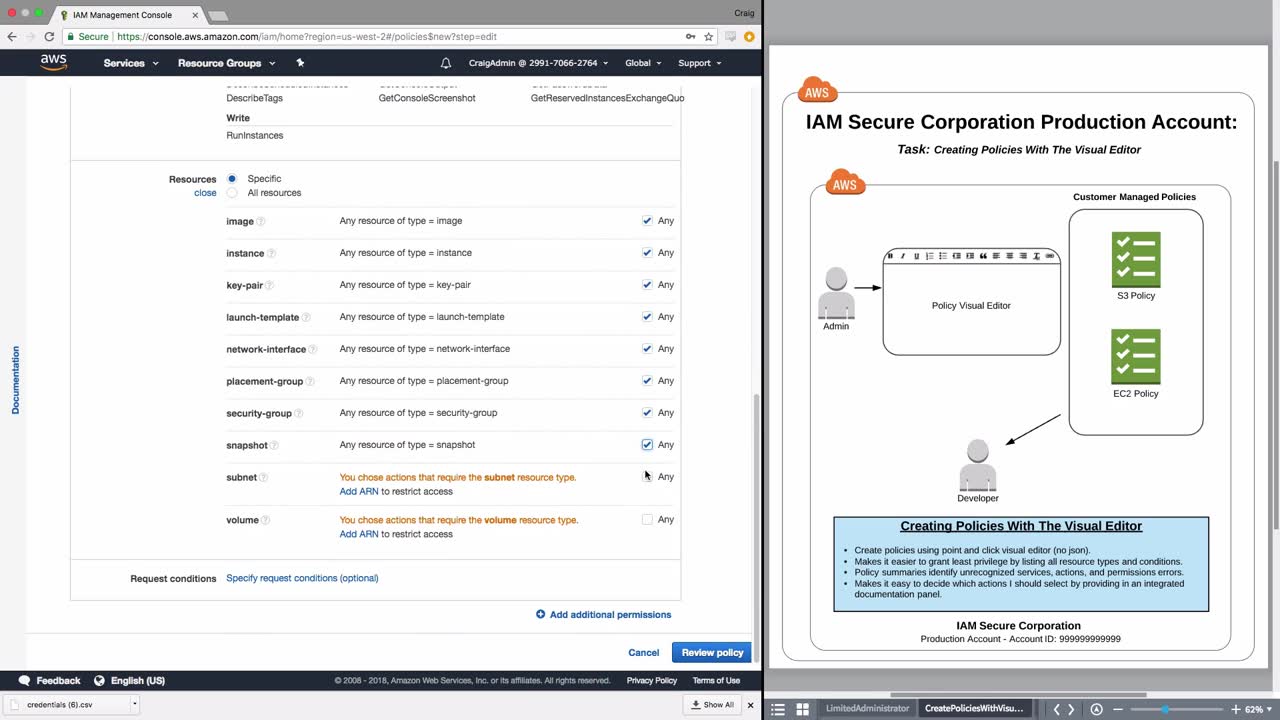 IAM Management Console
Craig
Secure | https://console.aws.amazon.com/iam/home?region=us-west-2#/policies$new?step=edit
aws
Services
Resource Groups
CraigAdmin @ 2991-7066-2764
Global
Support
DescribeTags
GetConsoleScreenshot
GetReservedInstancesExchangeQuo
Write
RunInstances
Resources
close
Specific
All resources
image Any resource of type = image Any
instance Any resource of type = instance Any
key-pair Any resource of type = key-pair Any
launch-template Any resource of type = launch-template Any
network-interface Any resource of type = network-interface Any
placement-group Any resource of type = placement-group Any
security-group Any resource of type = security-group Any
snapshot Any resource of type = snapshot Any
subnet You chose actions that require the subnet resource type. Any
Add ARN to restrict access
volume You chose actions that require the volume resource type. Any
Add ARN to restrict access
Request conditions Specify request conditions (optional)
Add additional permissions
Cancel
Review policy
Documentation
Feedback
English (US)
© 2008 - 2018, Amazon Web Services, Inc. or its affiliates. All rights reserved.
Privacy Policy
Terms of Use
credentials (6).csv
Show All
AWS
IAM Secure Corporation Production Account:
Task: Creating Policies With The Visual Editor
AWS
Customer Managed Policies
Policy Visual Editor
Admin
S3 Policy
EC2 Policy
Developer
Creating Policies With The Visual Editor
• Create policies using point and click visual editor (no json).
• Makes it easier to grant least privilege by listing all resource types and conditions.
• Policy summaries identify unrecognized services, actions, and permissions errors.
• Makes it easy to decide which actions I should select by providing in an integrated
documentation panel.
IAM Secure Corporation
Production Account - Account ID: 999999999999
LimitedAdministrator
CreatePoliciesWithVisu...
62%